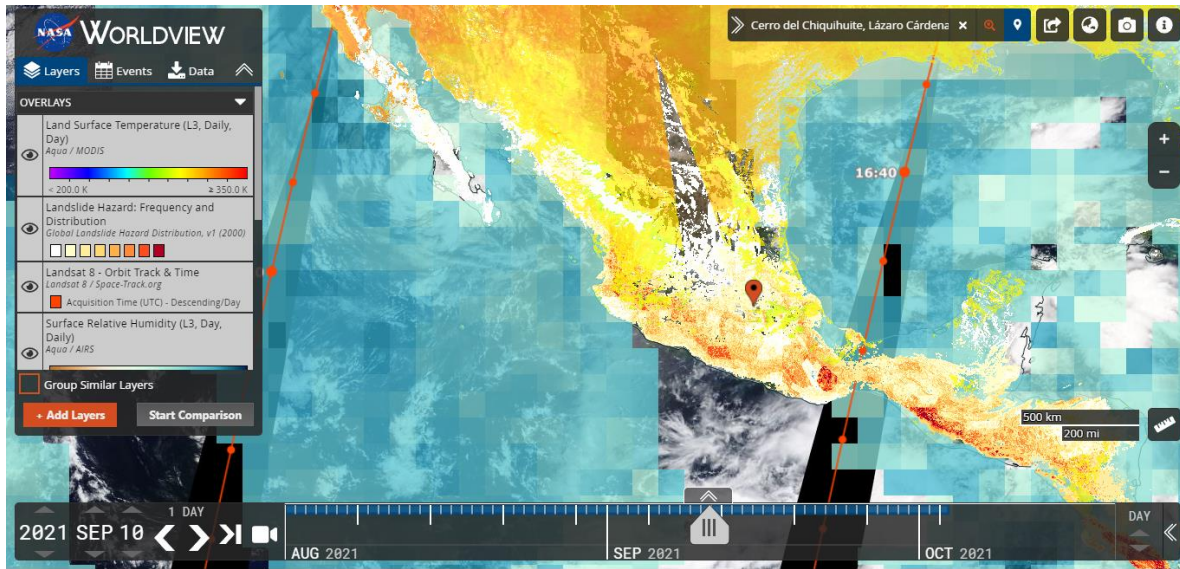 NASA WORLDVIEW
Layers Events Data
OVERLAYS
Land Surface Temperature (L3, Daily,
Day)
Aqua / MODIS
< 200.0 K ≥ 350.0 K
Landslide Hazard: Frequency and
Distribution
Global Landslide Hazard Distribution, v1 (2000)
Landsat 8 - Orbit Track & Time
Landsat 8 / Space-Track.org
Acquisition Time (UTC) - Descending/Day
Surface Relative Humidity (L3, Day,
Daily)
Aqua / AIRS
Group Similar Layers
+ Add Layers Start Comparison
Cerro del Chiquihuite, Lázaro Cárdena
16:40
500 km
200 mi
1 DAY
2021 SEP 10
AUG 2021 SEP 2021 OCT 2021
DAY